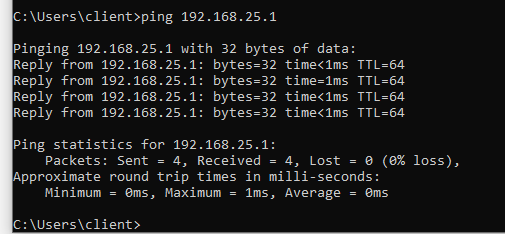 C:\Users\client>ping 192.168.25.1
Pinging 192.168.25.1 with 32 bytes of data:
Reply from 192.168.25.1: bytes=32 time<1ms TTL=64
Reply from 192.168.25.1: bytes=32 time=1ms TTL=64
Reply from 192.168.25.1: bytes=32 time<1ms TTL=64
Reply from 192.168.25.1: bytes=32 time<1ms TTL=64
Ping statistics for 192.168.25.1:
    Packets: Sent = 4, Received = 4, Lost = 0 (0% loss),
Approximate round trip times in milli-seconds:
    Minimum = 0ms, Maximum = 1ms, Average = 0ms
C:\Users\client>